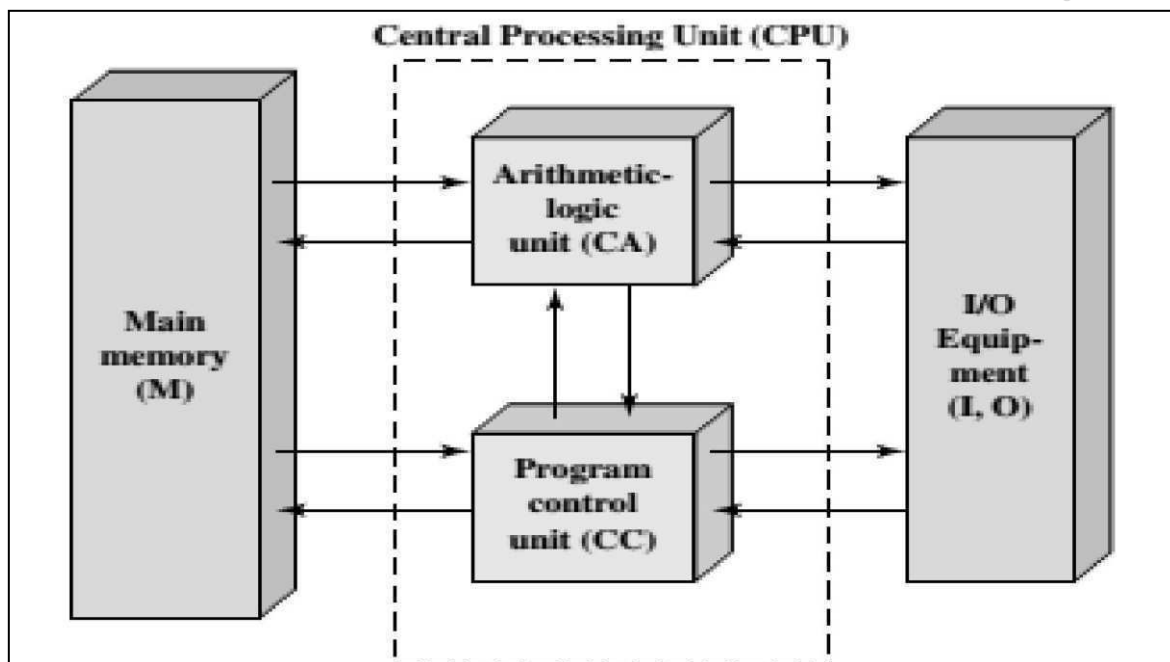 Central Processing Unit (CPU)
Arithmetic-
logic
unit (CA)
Main
memory
(M)
I/O
Equip-
ment
(I, O)
Program
control
unit (CC)